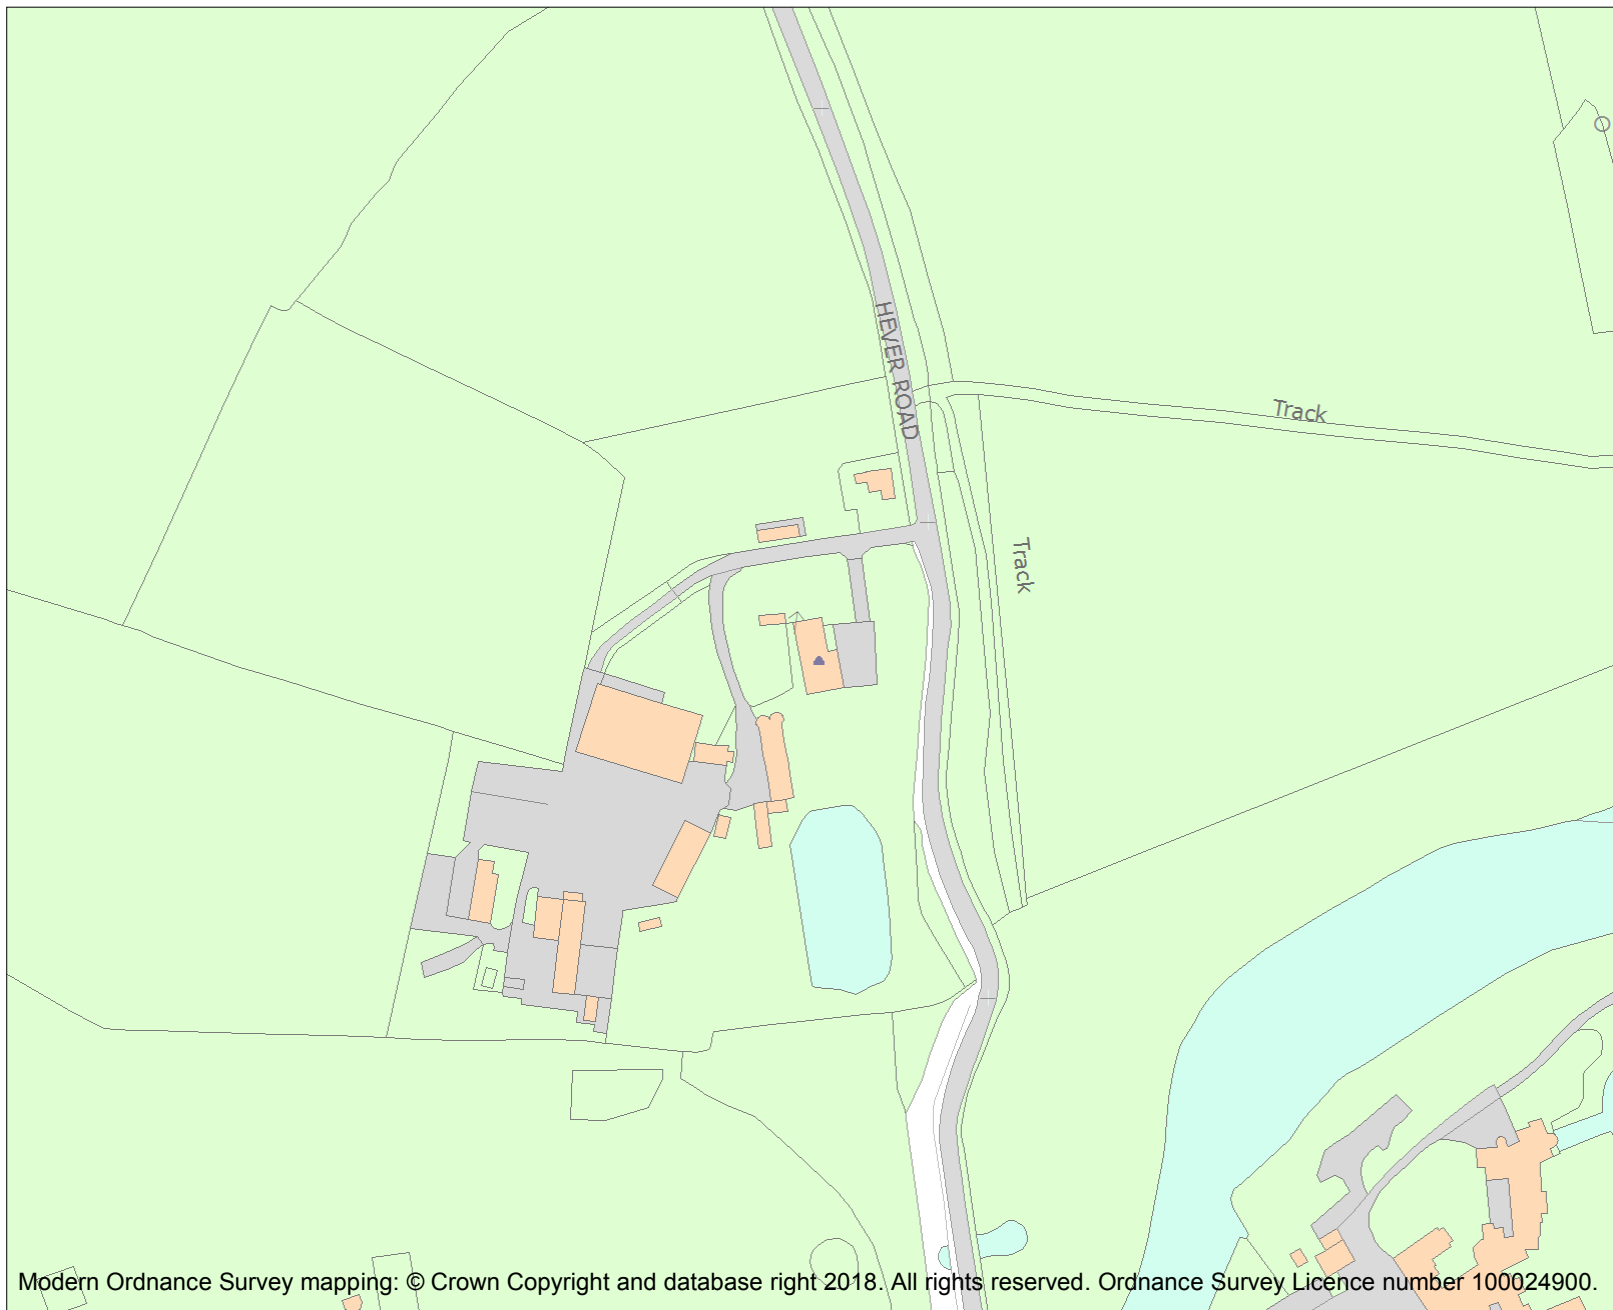 HEVER ROAD
Track
Track
Modern Ordnance Survey mapping: © Crown Copyright and database right 2018. All rights reserved. Ordnance Survey Licence number 100024900.